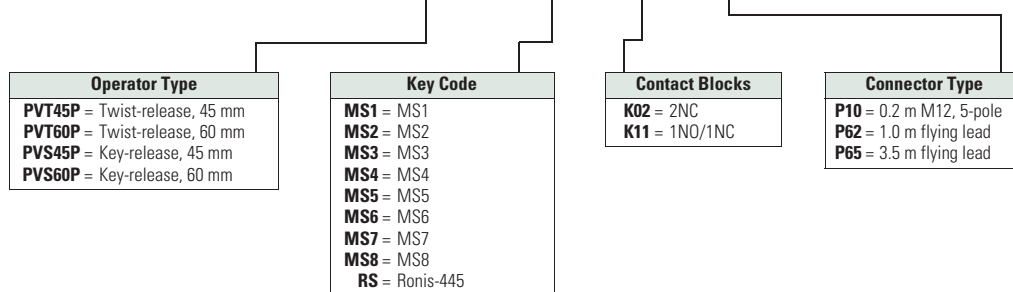 Operator Type
PVT45P = Twist-release, 45 mm
PVT60P = Twist-release, 60 mm
PVS45P = Key-release, 45 mm
PVS60P = Key-release, 60 mm
Key Code
MS1 = MS1
MS2 = MS2
MS3 = MS3
MS4 = MS4
MS5 = MS5
MS6 = MS6
MS7 = MS7
MS8 = MS8
RS = Ronis-445
Contact Blocks
K02 = 2NC
K11 = 1NO/1NC
Connector Type
P10 = 0.2 m M12, 5-pole
P62 = 1.0 m flying lead
P65 = 3.5 m flying lead